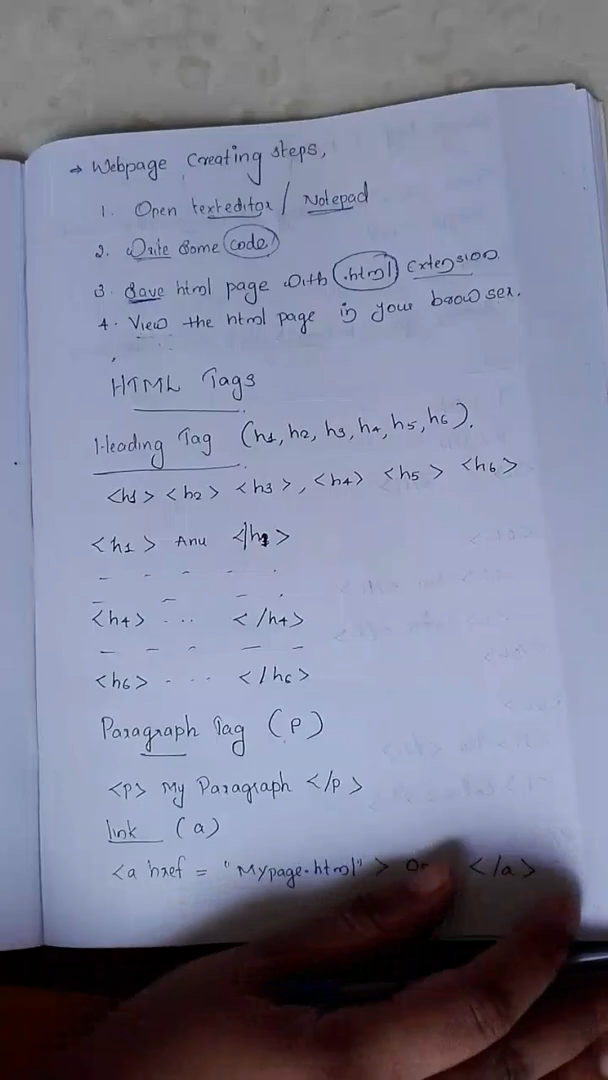 → Webpage Creating steps,
1. Open texteditor / Notepad
2. Write Some code
3. Save html page with .html extension.
4. View the html page in your browser.
HTML Tags
Heading Tag (h1, h2, h3, h4, h5, h6).
<h1> <h2> <h3>, <h4> <h5> <h6>
<h1> Anu </h1>
<h4> ... </h4>
<h6> ... </h6>
Paragraph Tag (P)
<p> My Paragraph </p>
link (a)
<a href = "Mypage.html"> </a>